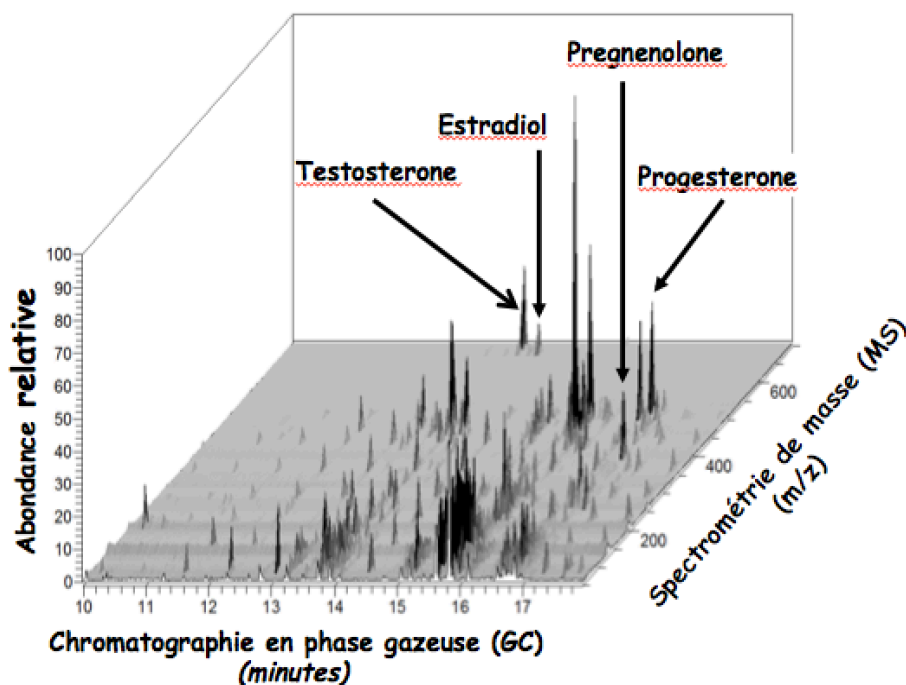 Pregnenolone
Estradiol
Testosterone
Progesterone
Abondance relative
100
90
80
70
60
50
40
30
20
10
0
10 11 12 13 14 15 16 17
Chromatographie en phase gazeuse (GC)
(minutes)
200
400
600
Spectrométrie de masse (MS)
(m/z)